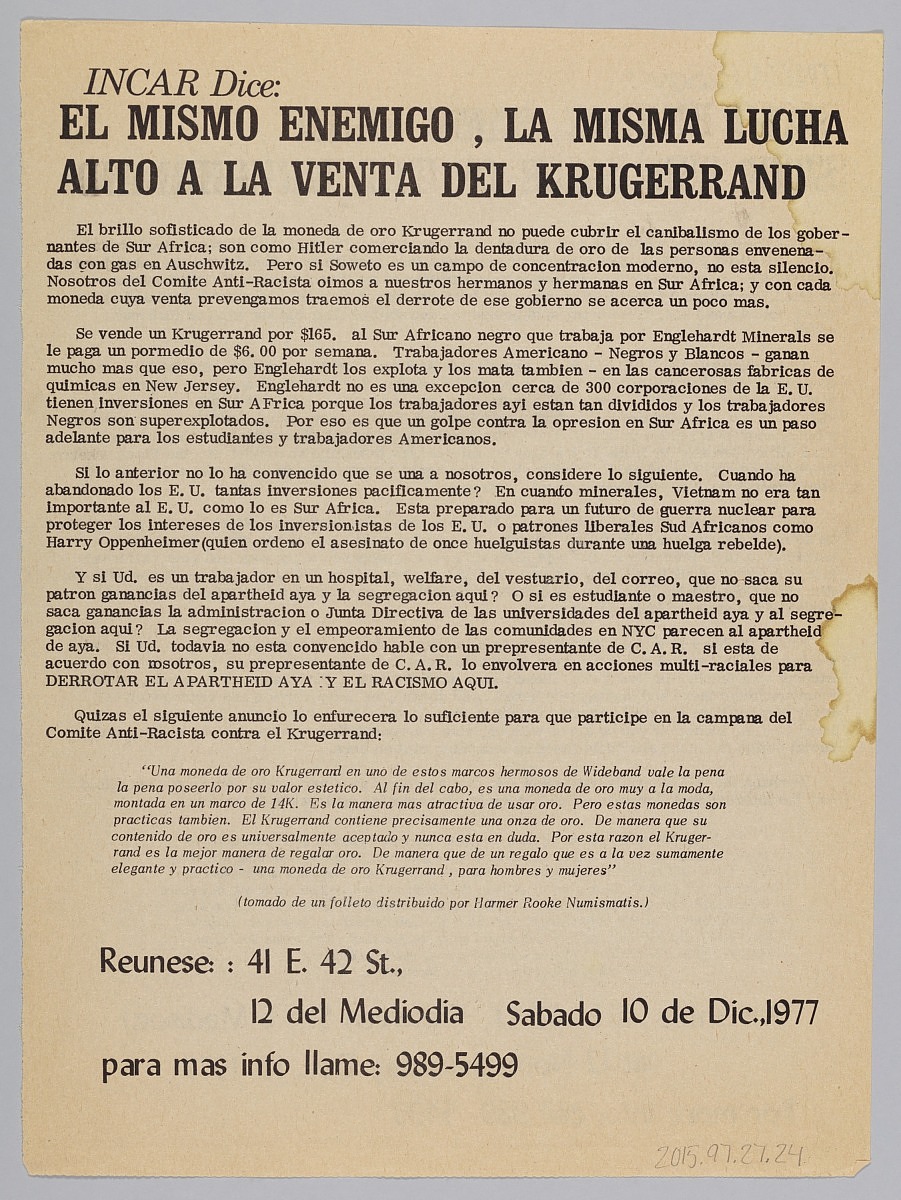 INCAR Dice:
EL MISMO ENEMIGO , LA MISMA LUCHA
ALTO A LA VENTA DEL KRUGERRAND
El brillo sofisticado de la moneda de oro Krugerrand no puede cubrir el canibalismo de los gober-
nantes de Sur Africa; son como Hitler comerciando la dentadura de oro de las personas envenena-
das con gas en Auschwitz. Pero si Soweto es un campo de concentracion moderno, no esta silencio.
Nosotros del Comite Anti-Racista oimos a nuestros hermanos y hermanas en Sur Africa; y con cada
moneda cuya venta prevengamos traemos el derrote de ese gobierno se acerca un poco mas.
Se vende un Krugerrand por $165. al Sur Africano negro que trabaja por Englehardt Minerals se
le paga un pormedio de $6.00 por semana. Trabajadores Americano - Negros y Blancos - ganan
mucho mas que eso, pero Englehardt los explota y los mata tambien - en las cancerosas fabricas de
quimicas en New Jersey. Englehardt no es una excepcion cerca de 300 corporaciones de la E.U.
tienen inversiones en Sur AFrica porque los trabajadores ayi estan tan divididos y los trabajadores
Negros son superexplotados. Por eso es que un golpe contra la opresion en Sur Africa es un paso
adelante para los estudiantes y trabajadores Americanos.
Si lo anterior no lo ha convencido que se una a nosotros, considere lo siguiente. Cuando ha
abandonado los E.U. tantas inversiones pacificamente? En cuanto minerales, Vietnam no era tan
importante al E.U. como lo es Sur Africa. Esta preparado para un futuro de guerra nuclear para
proteger los intereses de los inversionistas de los E.U. o patrones liberales Sud Africanos como
Harry Oppenheimer(quien ordeno el asesinato de once huelguistas durante una huelga rebelde).
Y si Ud. es un trabajador en un hospital, welfare, del vestuario, del correo, que no saca su
patron ganancias del apartheid aya y la segregacion aqui? O si es estudiante o maestro, que no
saca ganancias la administracion o Junta Directiva de las universidades del apartheid aya y al segre-
gacion aqui? La segregacion y el empeoramiento de las comunidades en NYC parecen al apartheid
de aya. Si Ud. todavia no esta convencido hable con un prepresentante de C.A.R. si esta de
acuerdo con nosotros, su prepresentante de C.A.R. lo envolvera en acciones multi-raciales para
DERROTAR EL APARTHEID AYA : Y EL RACISMO AQUI.
Quizas el siguiente anuncio lo enfurecera lo suficiente para que participe en la campana del
Comite Anti-Racista contra el Krugerrand:
"Una moneda de oro Krugerrand en uno de estos marcos hermosos de Wideband vale la pena
la pena poseerlo por su valor estetico. Al fin del cabo, es una moneda de oro muy a la moda,
montada en un marco de 14K. Es la manera mas atractiva de usar oro. Pero estas monedas son
practicas tambien. El Krugerrand contiene precisamente una onza de oro. De manera que su
contenido de oro es universalmente aceptado y nunca esta en duda. Por esta razon el Kruger-
rand es la mejor manera de regalar oro. De manera que de un regalo que es a la vez sumamente
elegante y practico - una moneda de oro Krugerrand , para hombres y mujeres"
(tomado de un folleto distribuido por Harmer Rooke Numismatis.)
Reunese: : 41 E. 42 St.,
12 del Mediodia Sabado 10 de Dic.,1977
para mas info llame: 989-5499
2015.97.27.24